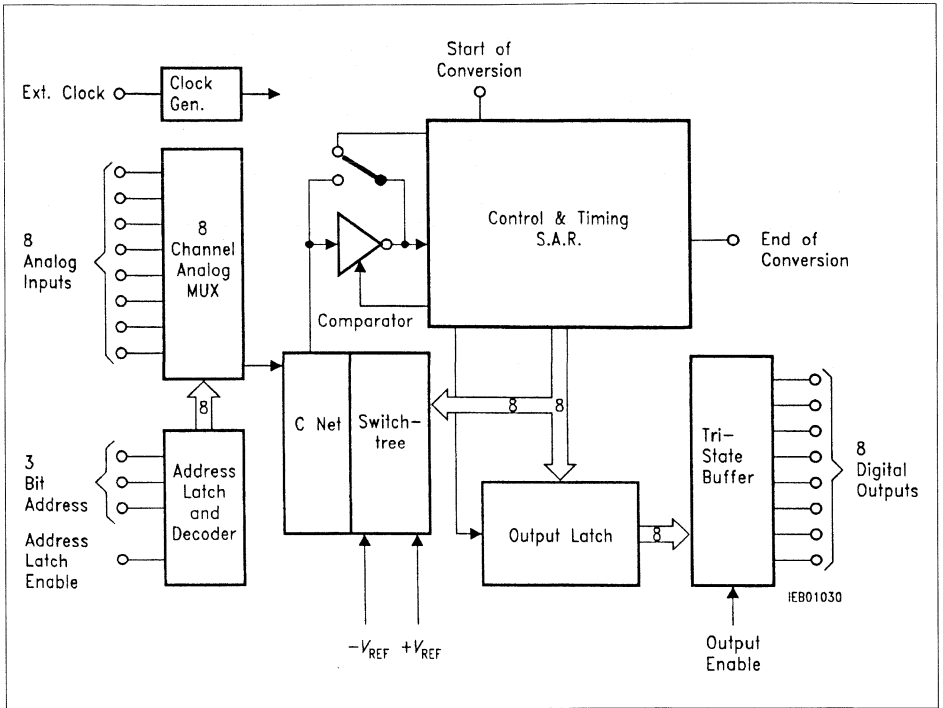 Start of
Conversion
Ext. Clock
Clock
Gen.
8
Analog
Inputs
8
Channel
Analog
MUX
Control & Timing
S.A.R.
End of
Conversion
Comparator
8
C Net
Switch-
tree
8
8
Tri-
State
Buffer
8
Digital
Outputs
3
Bit
Address
Address
Latch
and
Decoder
Output Latch
8
Address
Latch
Enable
IEB01030
-VREF
+VREF
Output
Enable